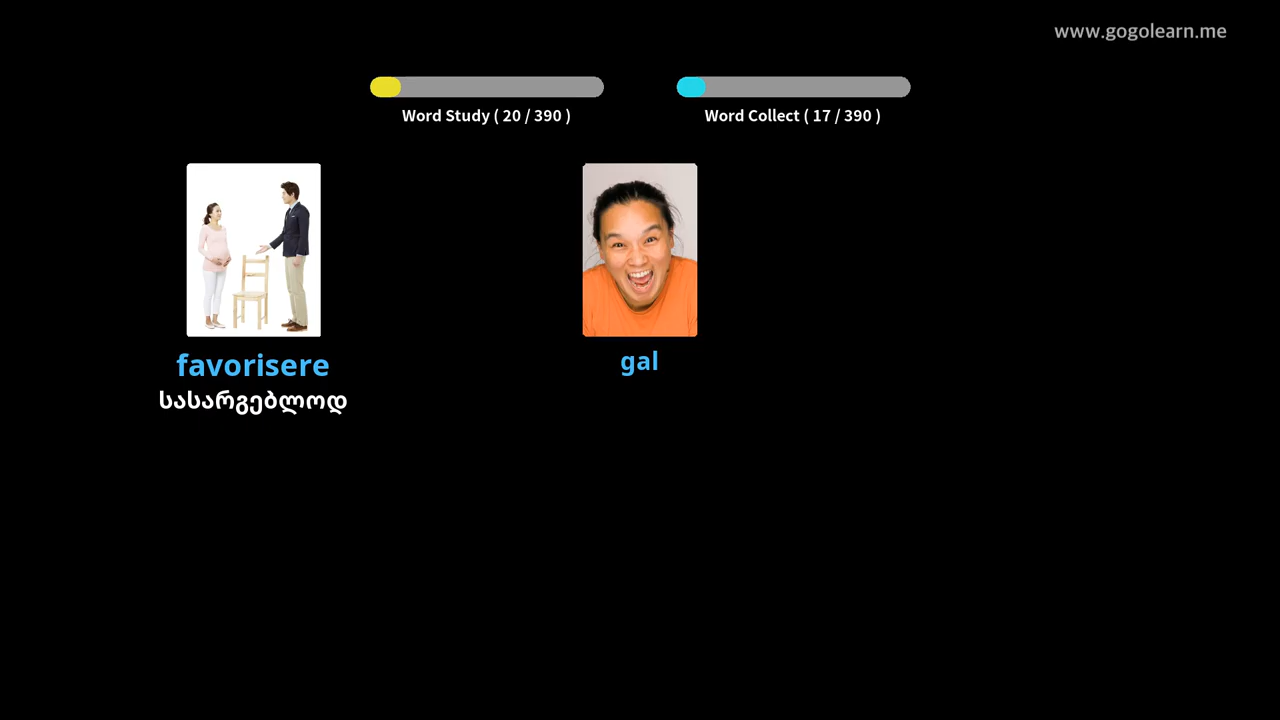 www.gogolearn.me
Word Study ( 20 / 390 )
Word Collect ( 17 / 390 )
favorisere
სასარგებლოდ
gal